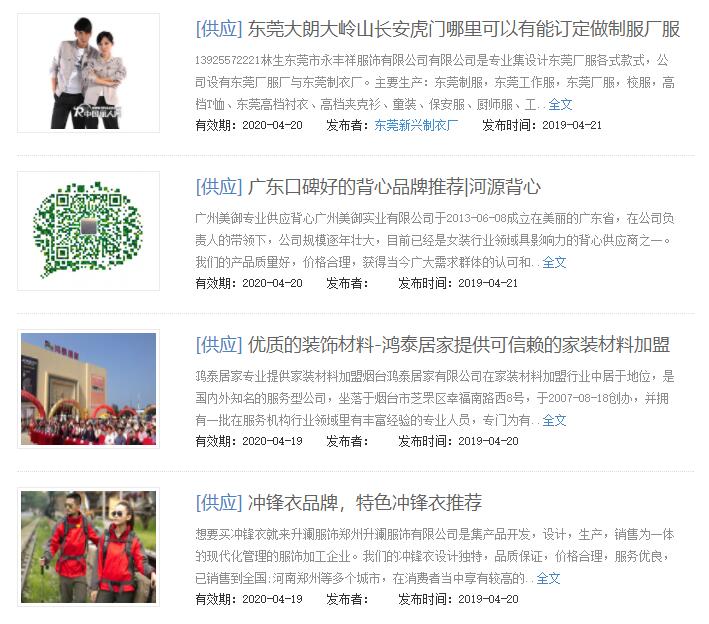 [供应] 东莞大朗大岭山长安虎门哪里可以有能订定做制服厂服
13925572221林生东莞市永丰祥服饰有限公司有限公司是专业集设计东莞厂服各式款式，公
司设有东莞厂服厂与东莞制衣厂。主要生产：东莞制服，东莞工作服，东莞厂服，校服，高
档T恤、东莞高档衬衣、高档夹克衫、童装、保安服、厨师服、工..全文
有效期：2020-04-20 发布者：东莞新兴制衣厂 发布时间：2019-04-21
[供应] 广东口碑好的背心品牌推荐|河源背心
广州美御专业供应背心广州美御实业有限公司于2013-06-08成立在美丽的广东省，在公司负
责人的带领下，公司规模逐年壮大，目前已经是女装行业领域具影响力的背心供应商之一。
我们的产品质量好，价格合理，获得当今广大需求群体的认可和..全文
有效期：2020-04-20 发布者： 发布时间：2019-04-21
[供应] 优质的装饰材料-鸿泰居家提供可信赖的家装材料加盟
鸿泰居家专业提供家装材料加盟烟台鸿泰居家有限公司在家装材料加盟行业中居于地位，是
国内外知名的服务型公司，坐落于烟台市芝罘区幸福南路西8号，于2007-08-18创办，并拥
有一批在服务机构行业领域里有丰富经验的专业人员，专门为有..全文
有效期：2020-04-19 发布者： 发布时间：2019-04-20
[供应] 冲锋衣品牌，特色冲锋衣推荐
想要买冲锋衣就来升澜服饰郑州升澜服饰有限公司是集产品开发，设计，生产，销售为一体
的现代化管理的服饰加工企业。我们的冲锋衣设计独特，品质保证，价格合理，服务优良，
已销售到全国;河南郑州等多个城市，在消费者当中享有较高的..全文
有效期：2020-04-19 发布者： 发布时间：2019-04-20